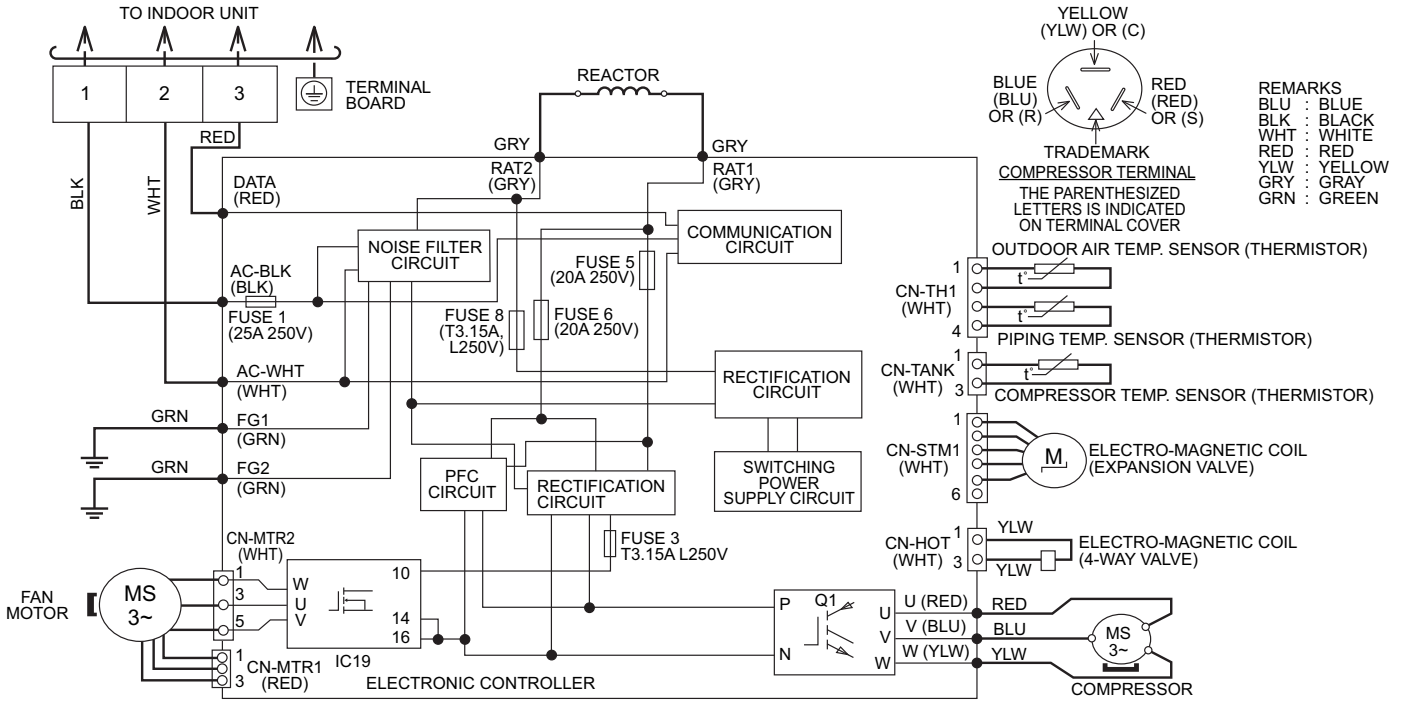 TO INDOOR UNIT
1
2
3
TERMINAL
BOARD
REACTOR
YELLOW
(YLW) OR (C)
BLUE
(BLU)
OR (R)
RED
(RED)
OR (S)
TRADEMARK
COMPRESSOR TERMINAL
THE PARENTHESIZED
LETTERS IS INDICATED
ON TERMINAL COVER
REMARKS
BLU : BLUE
BLK : BLACK
WHT : WHITE
RED : RED
YLW : YELLOW
GRY : GRAY
GRN : GREEN
RED
BLK
WHT
GRY
GRY
RAT2
(GRY)
RAT1
(GRY)
DATA
(RED)
NOISE FILTER
CIRCUIT
COMMUNICATION
CIRCUIT
AC-BLK
(BLK)
FUSE 1
(25A 250V)
FUSE 5
(20A 250V)
FUSE 8
(T3.15A,
L250V)
FUSE 6
(20A 250V)
AC-WHT
(WHT)
RECTIFICATION
CIRCUIT
GRN
FG1
(GRN)
GRN
FG2
(GRN)
PFC
CIRCUIT
RECTIFICATION
CIRCUIT
SWITCHING
POWER
SUPPLY CIRCUIT
FUSE 3
T3.15A L250V
OUTDOOR AIR TEMP. SENSOR (THERMISTOR)
1
t°
CN-TH1
(WHT)
t°
4
PIPING TEMP. SENSOR (THERMISTOR)
1
CN-TANK
(WHT)
t°
3
COMPRESSOR TEMP. SENSOR (THERMISTOR)
1
CN-STM1
(WHT)
6
M
ELECTRO-MAGNETIC COIL
(EXPANSION VALVE)
1
YLW
CN-HOT
(WHT)
3
YLW
ELECTRO-MAGNETIC COIL
(4-WAY VALVE)
CN-MTR2
(WHT)
1
3
5
FAN
MOTOR
MS
3~
W
U
V
10
14
16
IC19
1
3
CN-MTR1
(RED)
ELECTRONIC CONTROLLER
P
N
Q1
U
V
W
U (RED)
V (BLU)
W (YLW)
RED
BLU
YLW
MS
3~
COMPRESSOR